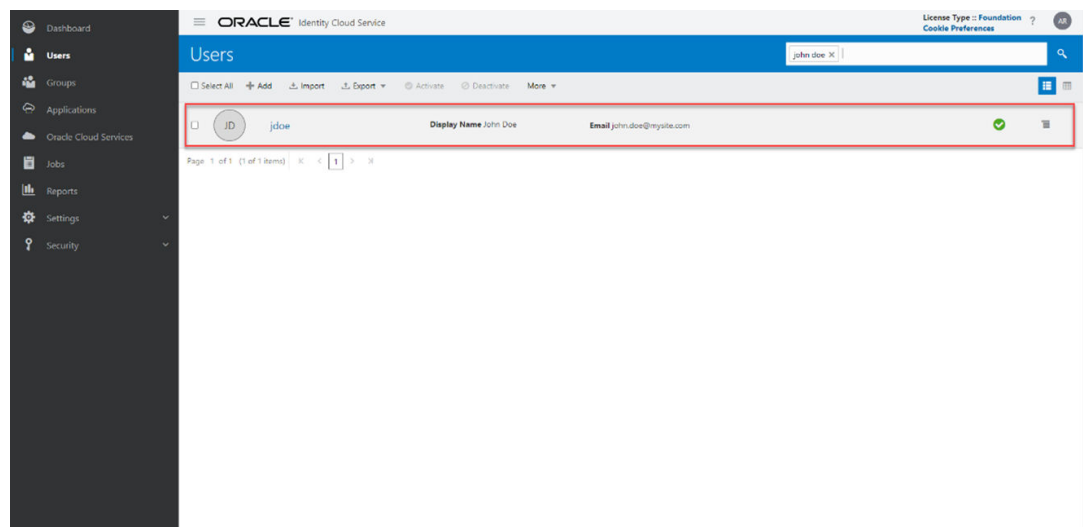 Dashboard
Users
Groups
Applications
Oracle Cloud Services
Jobs
Reports
Settings
Security
ORACLE® Identity Cloud Service
License Type :: Foundation
Cookie Preferences
?
AR
Users
john doe X
Select All + Add Import Export Activate Deactivate More
JD jdoe Display Name John Doe Email john.doe@mysite.com
Page 1 of 1 (1 of 1 items) K < 1 > X